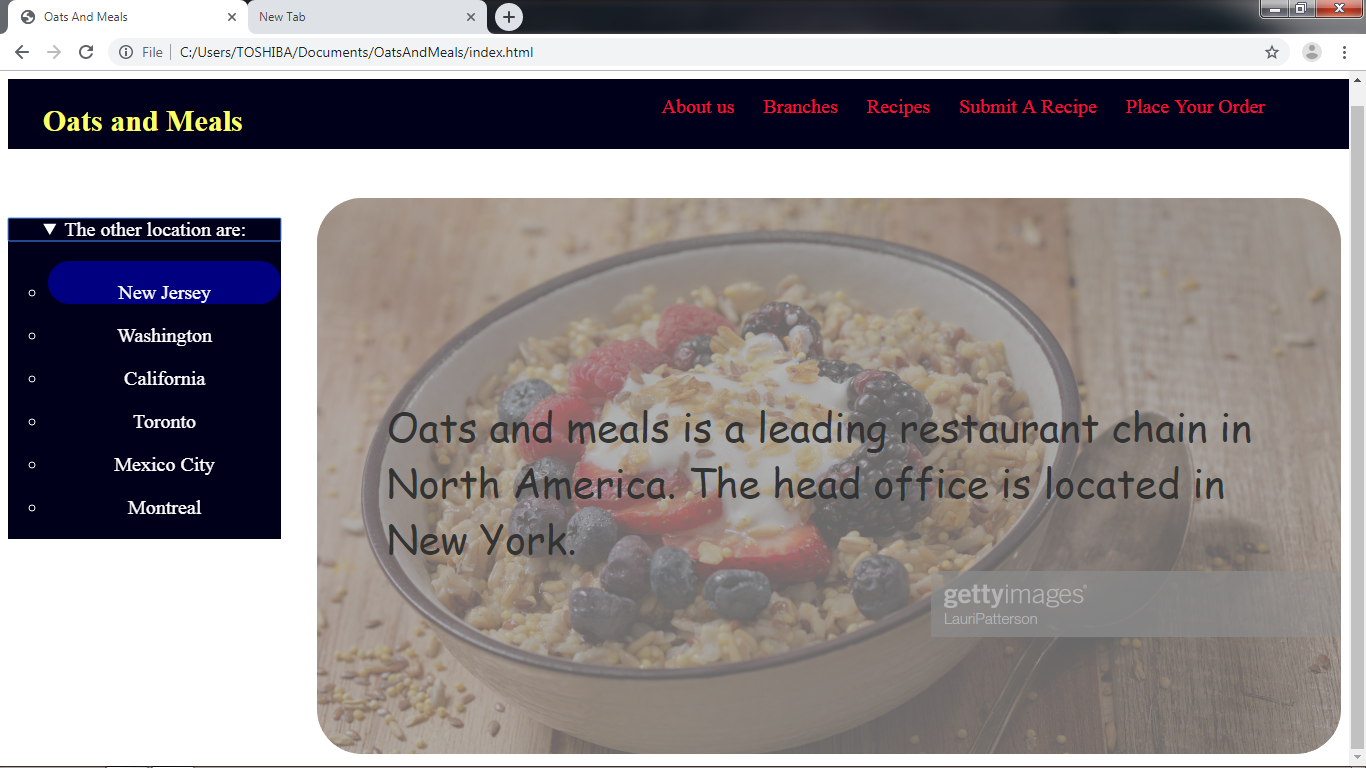 Oats And Meals
New Tab
File
C:/Users/TOSHIBA/Documents/OatsAndMeals/index.html
Oats and Meals
About us
Branches
Recipes
Submit A Recipe
Place Your Order
The other location are:
New Jersey
Washington
California
Toronto
Mexico City
Montreal
Oats and meals is a leading restaurant chain in
North America. The head office is located in
New York.
gettyimages®
LauriPatterson